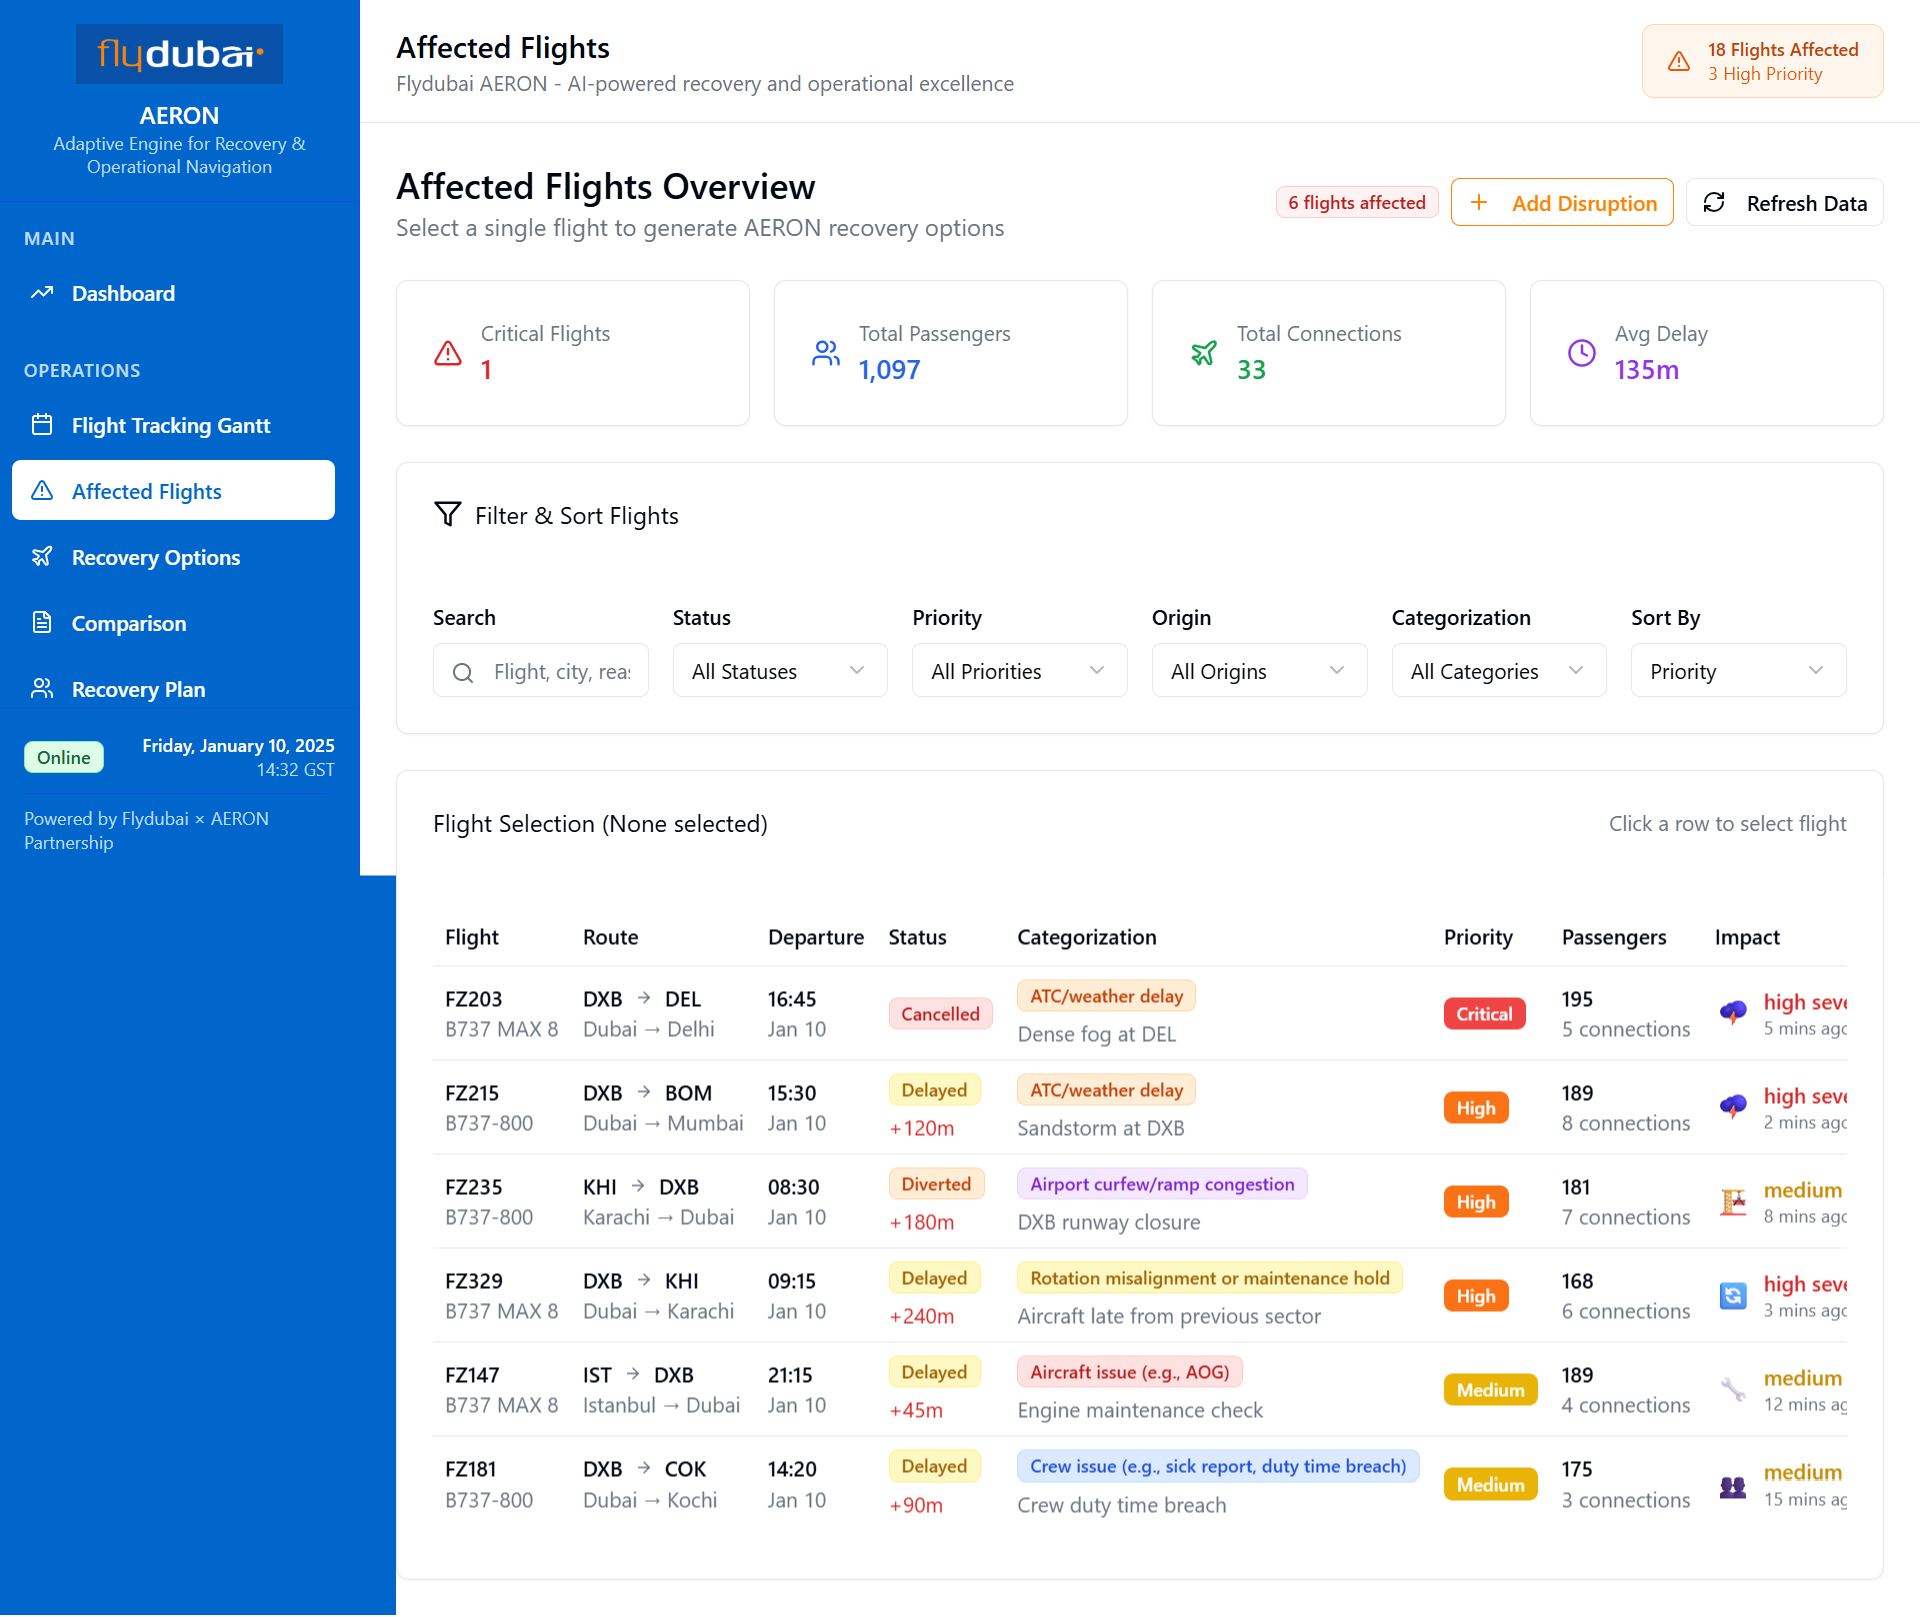 flydubai
AERON
Adaptive Engine for Recovery &
Operational Navigation
MAIN
Dashboard
OPERATIONS
Flight Tracking Gantt
Affected Flights
Recovery Options
Comparison
Recovery Plan
Online
Friday, January 10, 2025
14:32 GST
Powered by Flydubai × AERON
Partnership
Affected Flights
Flydubai AERON - AI-powered recovery and operational excellence
18 Flights Affected
3 High Priority
Affected Flights Overview
Select a single flight to generate AERON recovery options
6 flights affected
+ Add Disruption
Refresh Data
Critical Flights
1
Total Passengers
1,097
Total Connections
33
Avg Delay
135m
Filter & Sort Flights
Search Status Priority Origin Categorization Sort By
Flight, city, reas All Statuses All Priorities All Origins All Categories Priority
Flight Selection (None selected) Click a row to select flight
Flight Route Departure Status Categorization Priority Passengers Impact
FZ203 DXB → DEL 16:45 Cancelled ATC/weather delay Critical 195 high seve
B737 MAX 8 Dubai → Delhi Jan 10 Dense fog at DEL 5 connections 5 mins ago
FZ215 DXB → BOM 15:30 Delayed ATC/weather delay High 189 high seve
B737-800 Dubai → Mumbai Jan 10 +120m Sandstorm at DXB 8 connections 2 mins ago
FZ235 KHI → DXB 08:30 Diverted Airport curfew/ramp congestion High 181 medium
B737-800 Karachi → Dubai Jan 10 +180m DXB runway closure 7 connections 8 mins ago
FZ329 DXB → KHI 09:15 Delayed Rotation misalignment or maintenance hold High 168 high seve
B737 MAX 8 Dubai → Karachi Jan 10 +240m Aircraft late from previous sector 6 connections 3 mins ago
FZ147 IST → DXB 21:15 Delayed Aircraft issue (e.g., AOG) Medium 189 medium
B737 MAX 8 Istanbul → Dubai Jan 10 +45m Engine maintenance check 4 connections 12 mins ag
FZ181 DXB → COK 14:20 Delayed Crew issue (e.g., sick report, duty time breach) Medium 175 medium
B737-800 Dubai → Kochi Jan 10 +90m Crew duty time breach 3 connections 15 mins ag